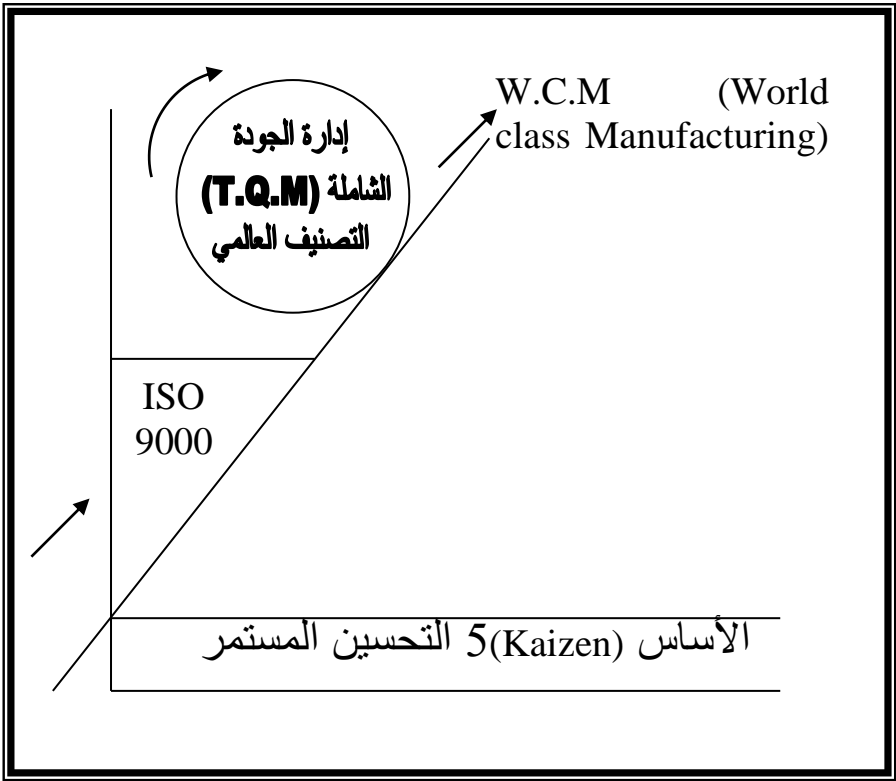 W.C.M (World
class Manufacturing)
إدارة الجودة
الشاملة (T.Q.M)
التصنيف العالمي
ISO
9000
الأساس (Kaizen)5 التحسين المستمر